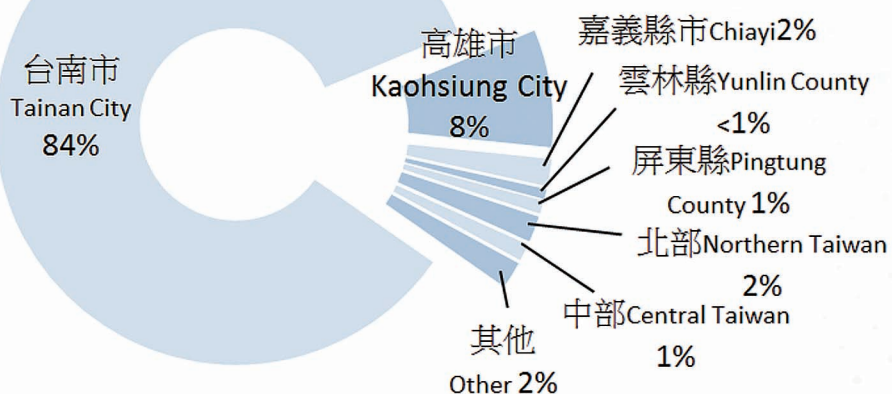 台南市
Tainan City
84%
高雄市
Kaohsiung City
8%
嘉義縣市Chiayi2%
雲林縣Yunlin County
<1%
屏東縣Pingtung
County 1%
北部Northern Taiwan
2%
中部Central Taiwan
1%
其他
Other 2%